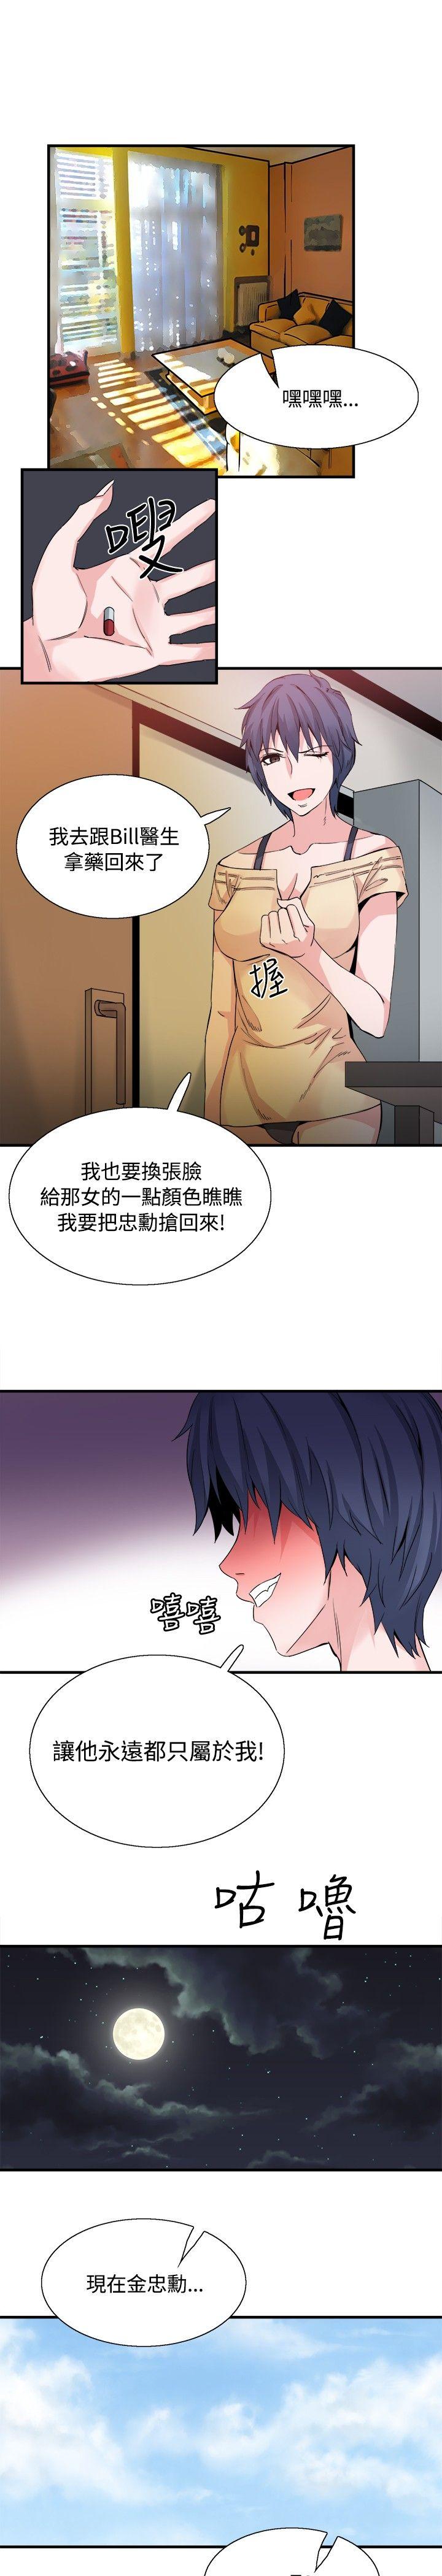 嘿嘿嘿...
嗖
我去跟Bill醫生
拿藥回來了
握
我也要換張臉
給那女的一點顏色瞧瞧
我要把忠勳搶回來!
嘻嘻
讓他永遠都只屬於我!
咕嚕
現在金忠勳...